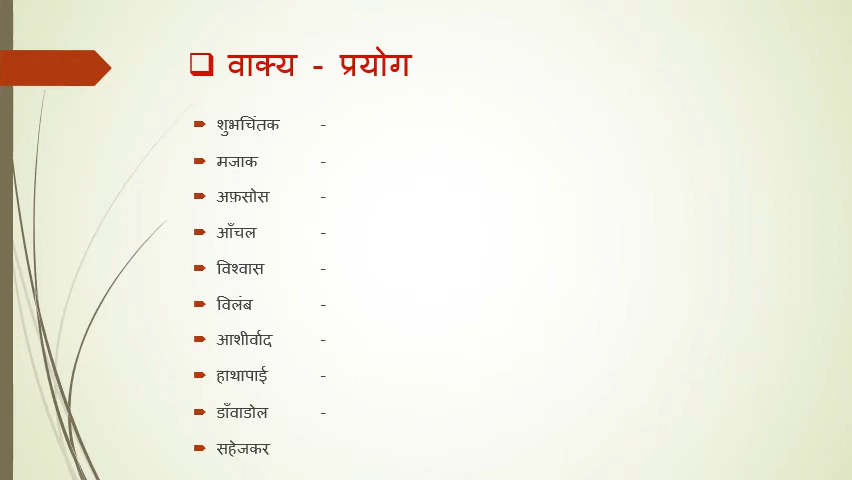 ❑ वाक्य - प्रयोग
शुभचिंतक -
मजाक -
अफ़सोस -
आँचल -
विश्वास -
विलंब -
आशीर्वाद -
हाथापाई -
डाँवाडोल -
सहेजकर